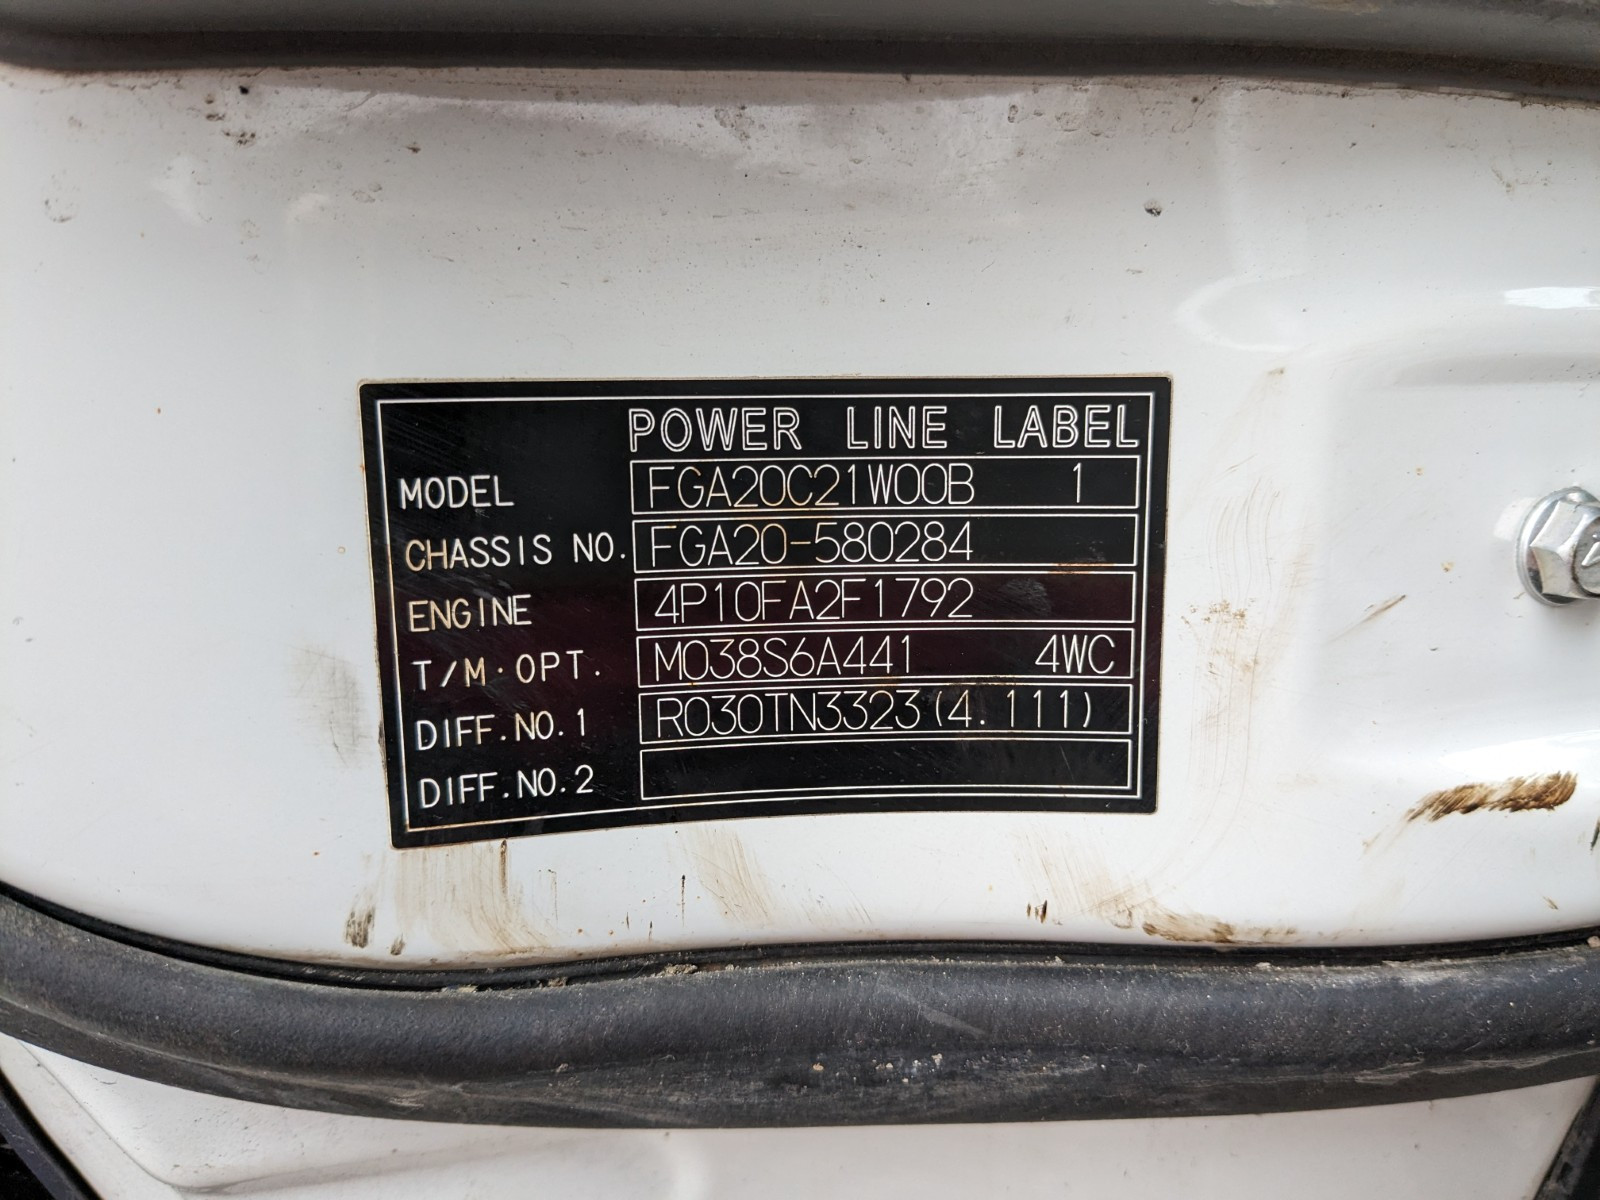 POWER LINE LABEL
MODEL FGA20C21W00B 1
CHASSIS NO. FGA20-580284
ENGINE 4P10FA2F1792
T/M·OPT. M038S6A441 4WC
DIFF.NO.1 R030TN3323(4.111)
DIFF.NO.2